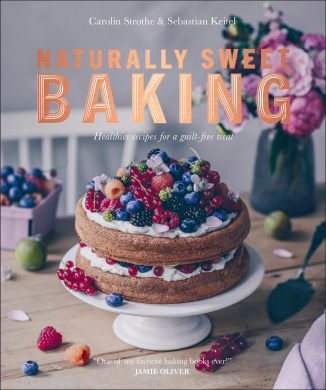 Carolin Strothe & Sebastian Keitel
NATURALLY SWEET
BAKING
Healthier recipes for a guilt-free treat
"One of my favorite baking books ever!"
JAMIE OLIVER